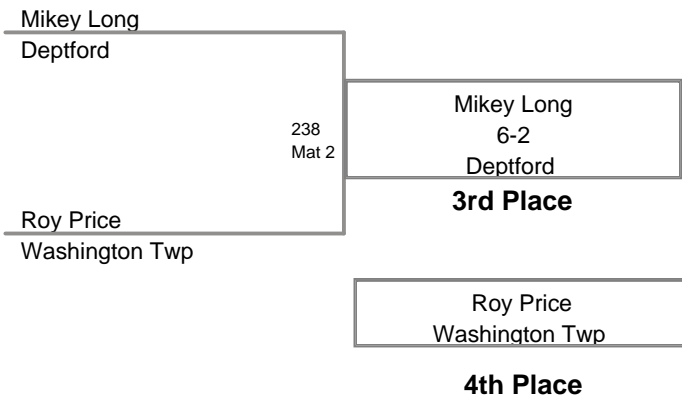 Mikey Long
Deptford
238
Mat 2
Mikey Long
6-2
Deptford
3rd Place
Roy Price
Washington Twp
Roy Price
Washington Twp
4th Place